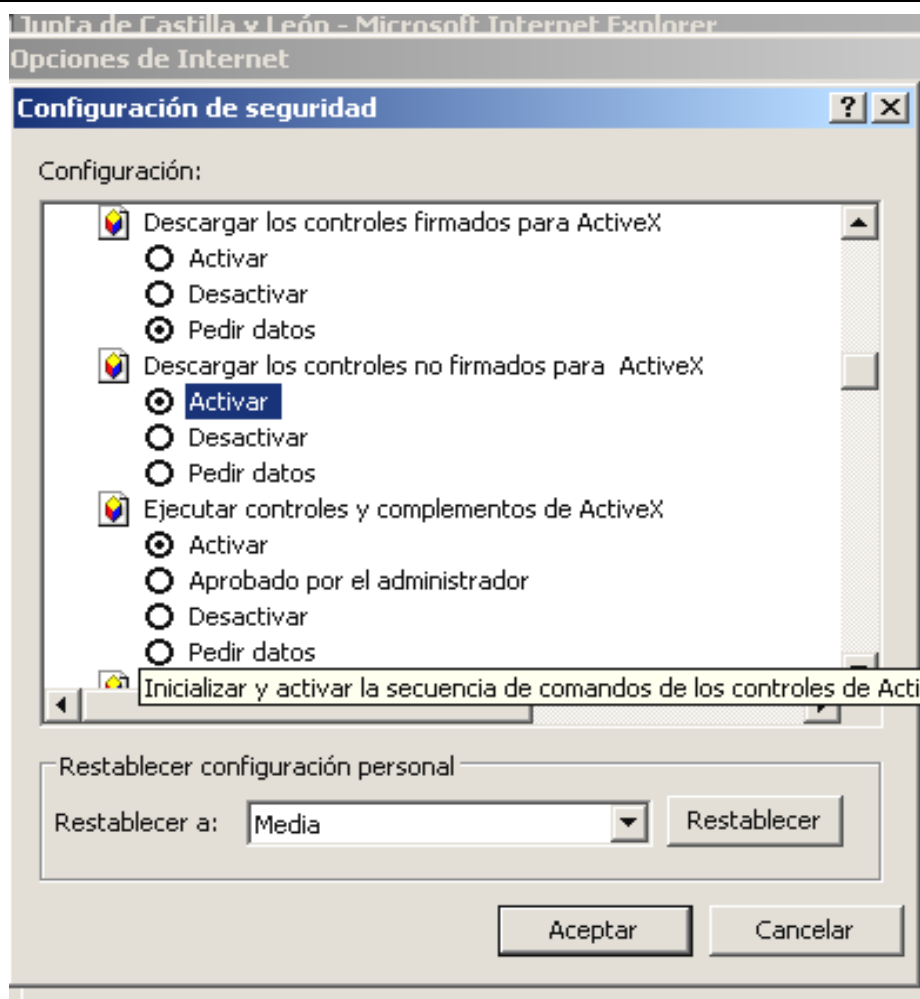 Junta de Castilla y León - Microsoft Internet Explorer
Opciones de Internet
Configuración de seguridad
Configuración:
Descargar los controles firmados para ActiveX
Activar
Desactivar
Pedir datos
Descargar los controles no firmados para ActiveX
Activar
Desactivar
Pedir datos
Ejecutar controles y complementos de ActiveX
Activar
Aprobado por el administrador
Desactivar
Pedir datos
Inicializar y activar la secuencia de comandos de los controles de Acti
Restablecer configuración personal
Restablecer a: Media Restablecer
Aceptar Cancelar